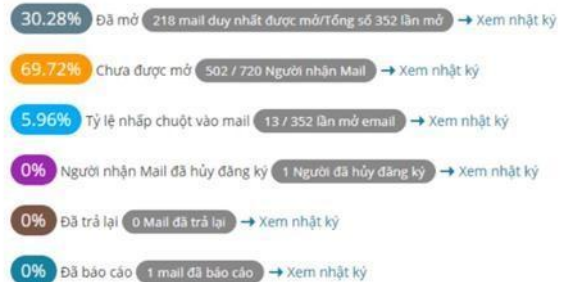 30.28% Đã mở 218 mail duy nhất được mở/Tổng số 352 lần mở → Xem nhật ký
69.72% Chưa được mở 502 / 720 Người nhận Mail → Xem nhật ký
5.96% Tỷ lệ nhấp chuột vào mail 13 / 352 lần mở email → Xem nhật ký
0% Người nhận Mail đã hủy đăng ký 1 Người đã hủy đăng ký → Xem nhật ký
0% Đã trả lại 0 Mail đã trả lại → Xem nhật ký
0% Đã báo cáo 1 mail đã báo cáo → Xem nhật ký